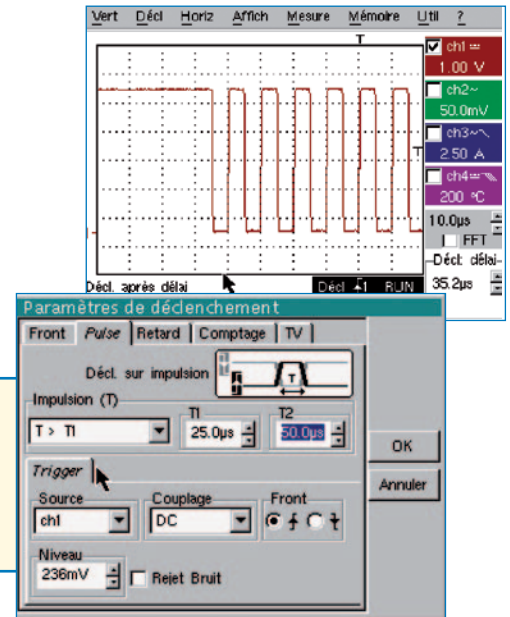 Vert Décl Horiz Affich Mesure Mémoire Util ?
T
ch1
1.00 V
ch2~
50.0mV
ch3~
2.50 A
T
ch4
200 °C
10.0µs
FFT
Décl. délai
35.2µs
Décl. après délai
Décl 1 RUN
Paramètres de déclenchement
Front Pulse Retard Comptage TV
Décl. sur impulsion
T
Impulsion (T)
T1 T2
T > T1 25.0µs 50.0µs
OK
Trigger
Annuler
Source Couplage Front
ch1 DC
Niveau
236mV Rejet Bruit